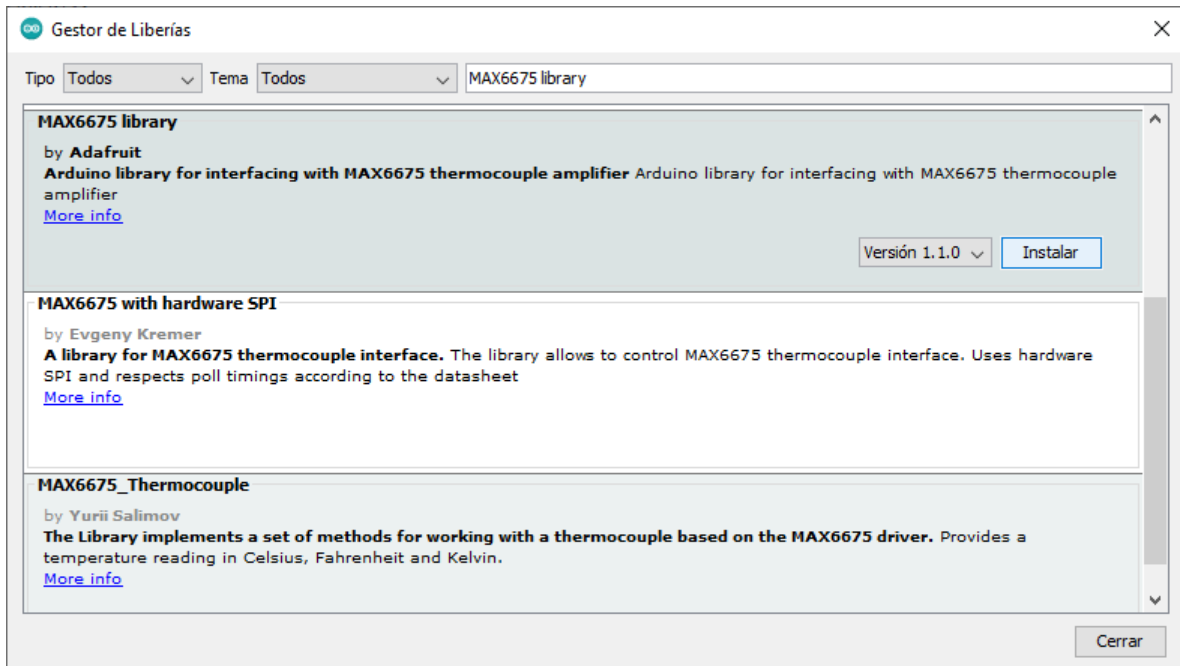 Gestor de Liberías
Tipo Todos Tema Todos MAX6675 library
MAX6675 library
by Adafruit
Arduino library for interfacing with MAX6675 thermocouple amplifier Arduino library for interfacing with MAX6675 thermocouple
amplifier
More info
Versión 1.1.0 Instalar
MAX6675 with hardware SPI
by Evgeny Kremer
A library for MAX6675 thermocouple interface. The library allows to control MAX6675 thermocouple interface. Uses hardware
SPI and respects poll timings according to the datasheet
More info
MAX6675_Thermocouple
by Yurii Salimov
The Library implements a set of methods for working with a thermocouple based on the MAX6675 driver. Provides a
temperature reading in Celsius, Fahrenheit and Kelvin.
More info
Cerrar